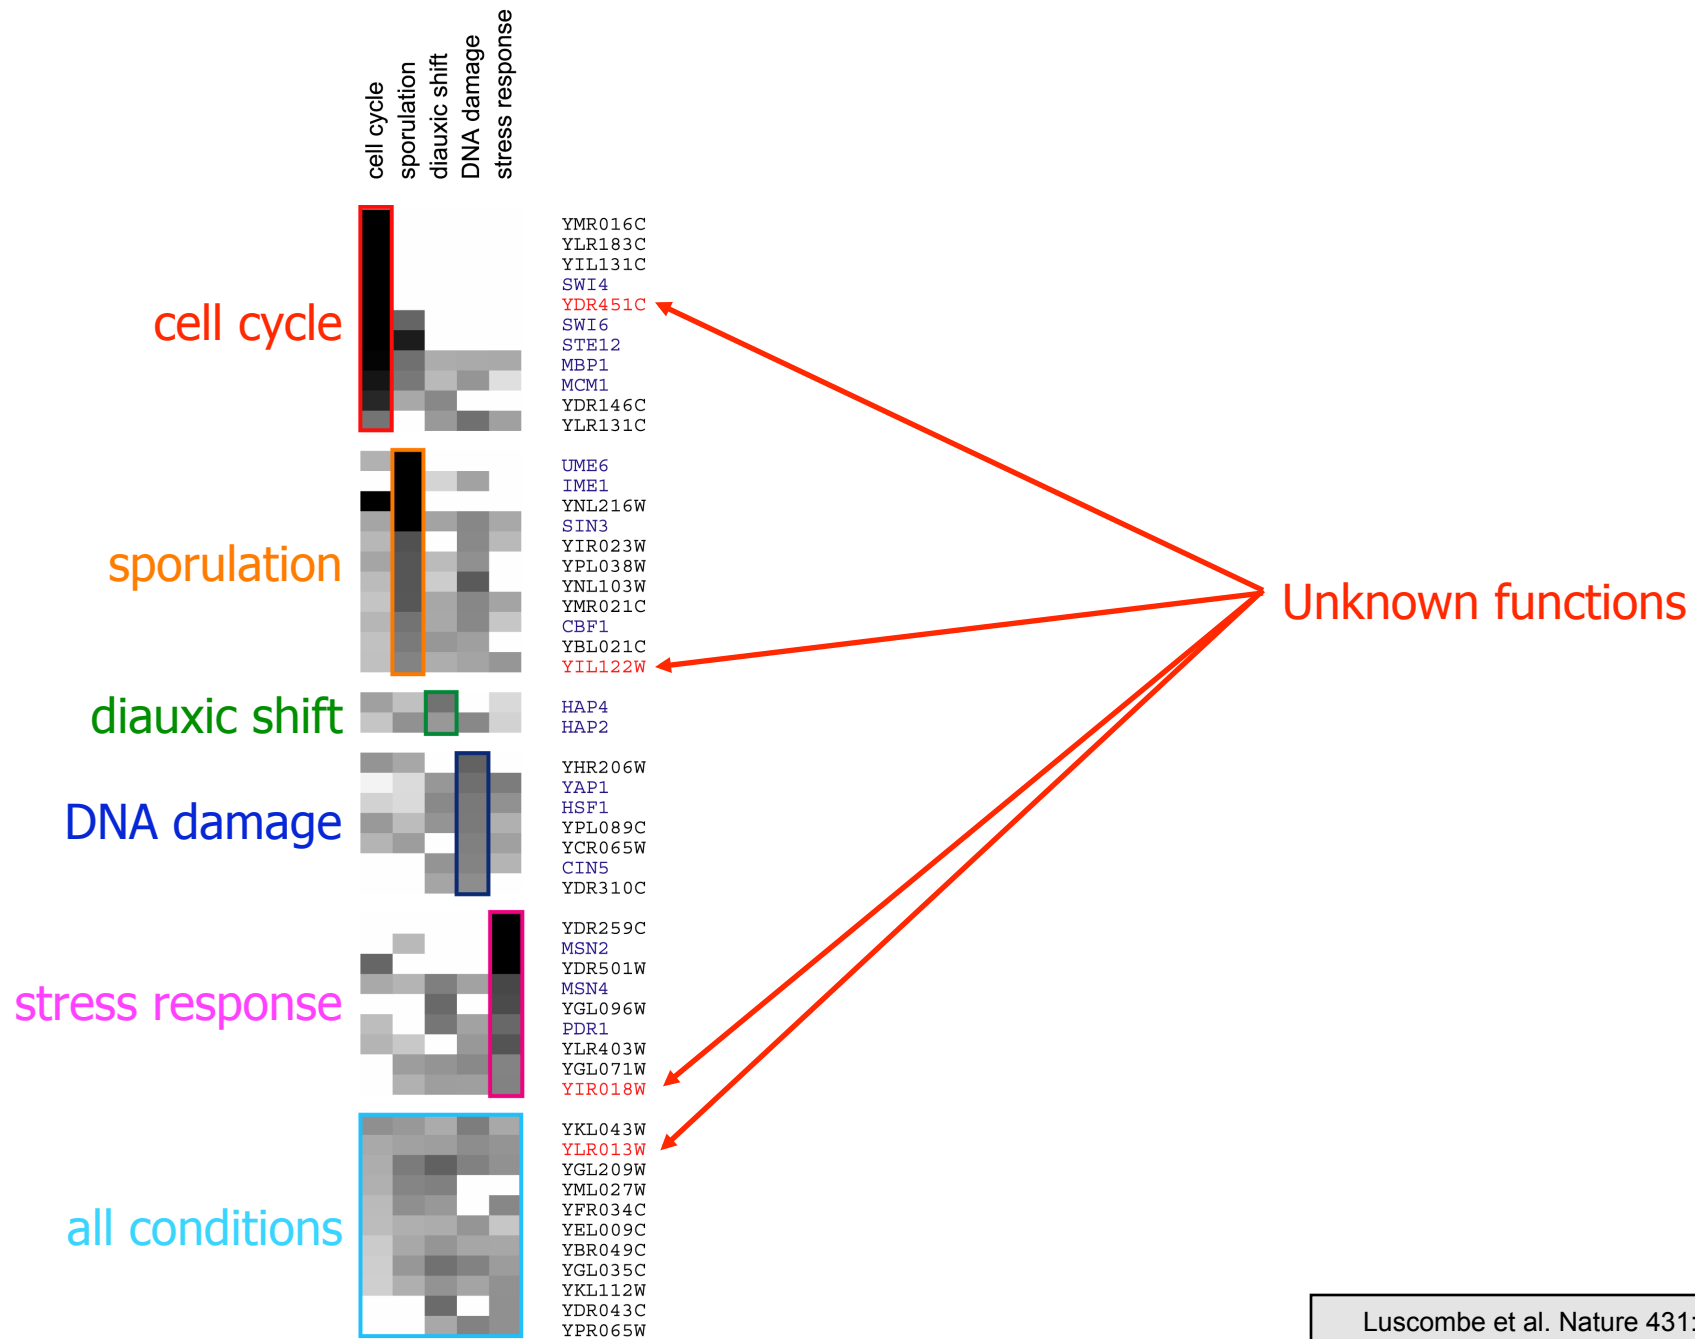 cell cycle
sporulation
diauxic shift
DNA damage
stress response
cell cycle
YMR016C
YLR183C
YIL131C
SWI4
YDR451C
SWI6
STE12
MBP1
MCM1
YDR146C
YLR131C
sporulation
UME6
IME1
YNL216W
SIN3
YIR023W
YPL038W
YNL103W
YMR021C
CBF1
YBL021C
YIL122W
Unknown functions
diauxic shift
HAP4
HAP2
DNA damage
YHR206W
YAP1
HSF1
YPL089C
YCR065W
CIN5
YDR310C
stress response
YDR259C
MSN2
YDR501W
MSN4
YGL096W
PDR1
YLR403W
YGL071W
YIR018W
all conditions
YKL043W
YLR013W
YGL209W
YML027W
YFR034C
YEL009C
YBR049C
YGL035C
YKL112W
YDR043C
YPR065W
Luscombe et al. Nature 431: